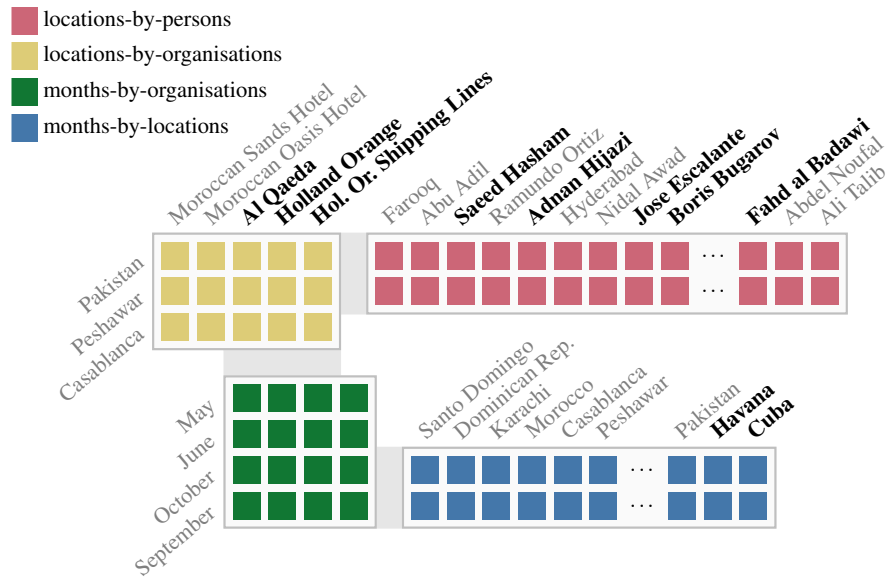 locations-by-persons
locations-by-organisations
months-by-organisations
months-by-locations
Moroccan Sands Hotel
Moroccan Oasis Hotel
Al Qaeda
Holland Orange
Hol. Or. Shipping Lines
Farooq
Abu Adil
Saeed Hasham
Ramundo Ortiz
Adnan Hijazi
Hyderabad
Nidal Awad
Jose Escalante
Boris Bugarov
Fahd al Badawi
Abdel Noufal
Ali Talib
Pakistan
...
Peshawar
...
Casablanca
Santo Domingo
Dominican Rep.
Karachi
Morocco
Casablanca
Peshawar
Pakistan
Havana
Cuba
May
June
October
...
September
...